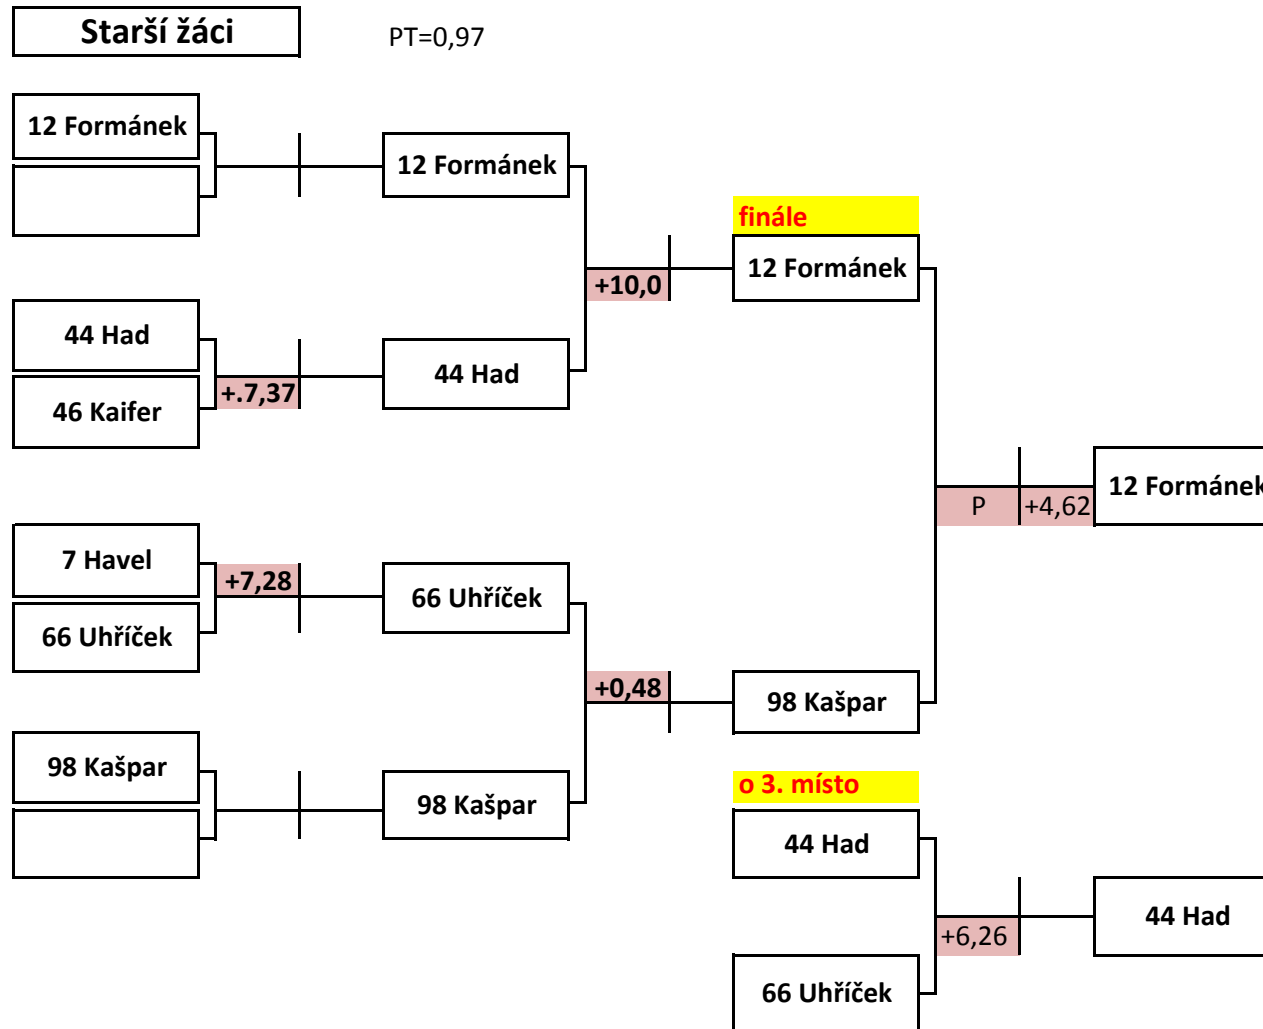 Starší žáci
PT=0,97
12 Formánek
12 Formánek
finále
12 Formánek
+10,0
44 Had
44 Had
+.7,37
46 Kaifer
12 Formánek
P
+4,62
7 Havel
+7,28
66 Uhříček
66 Uhříček
+0,48
98 Kašpar
98 Kašpar
98 Kašpar
o 3. místo
44 Had
44 Had
+6,26
66 Uhříček